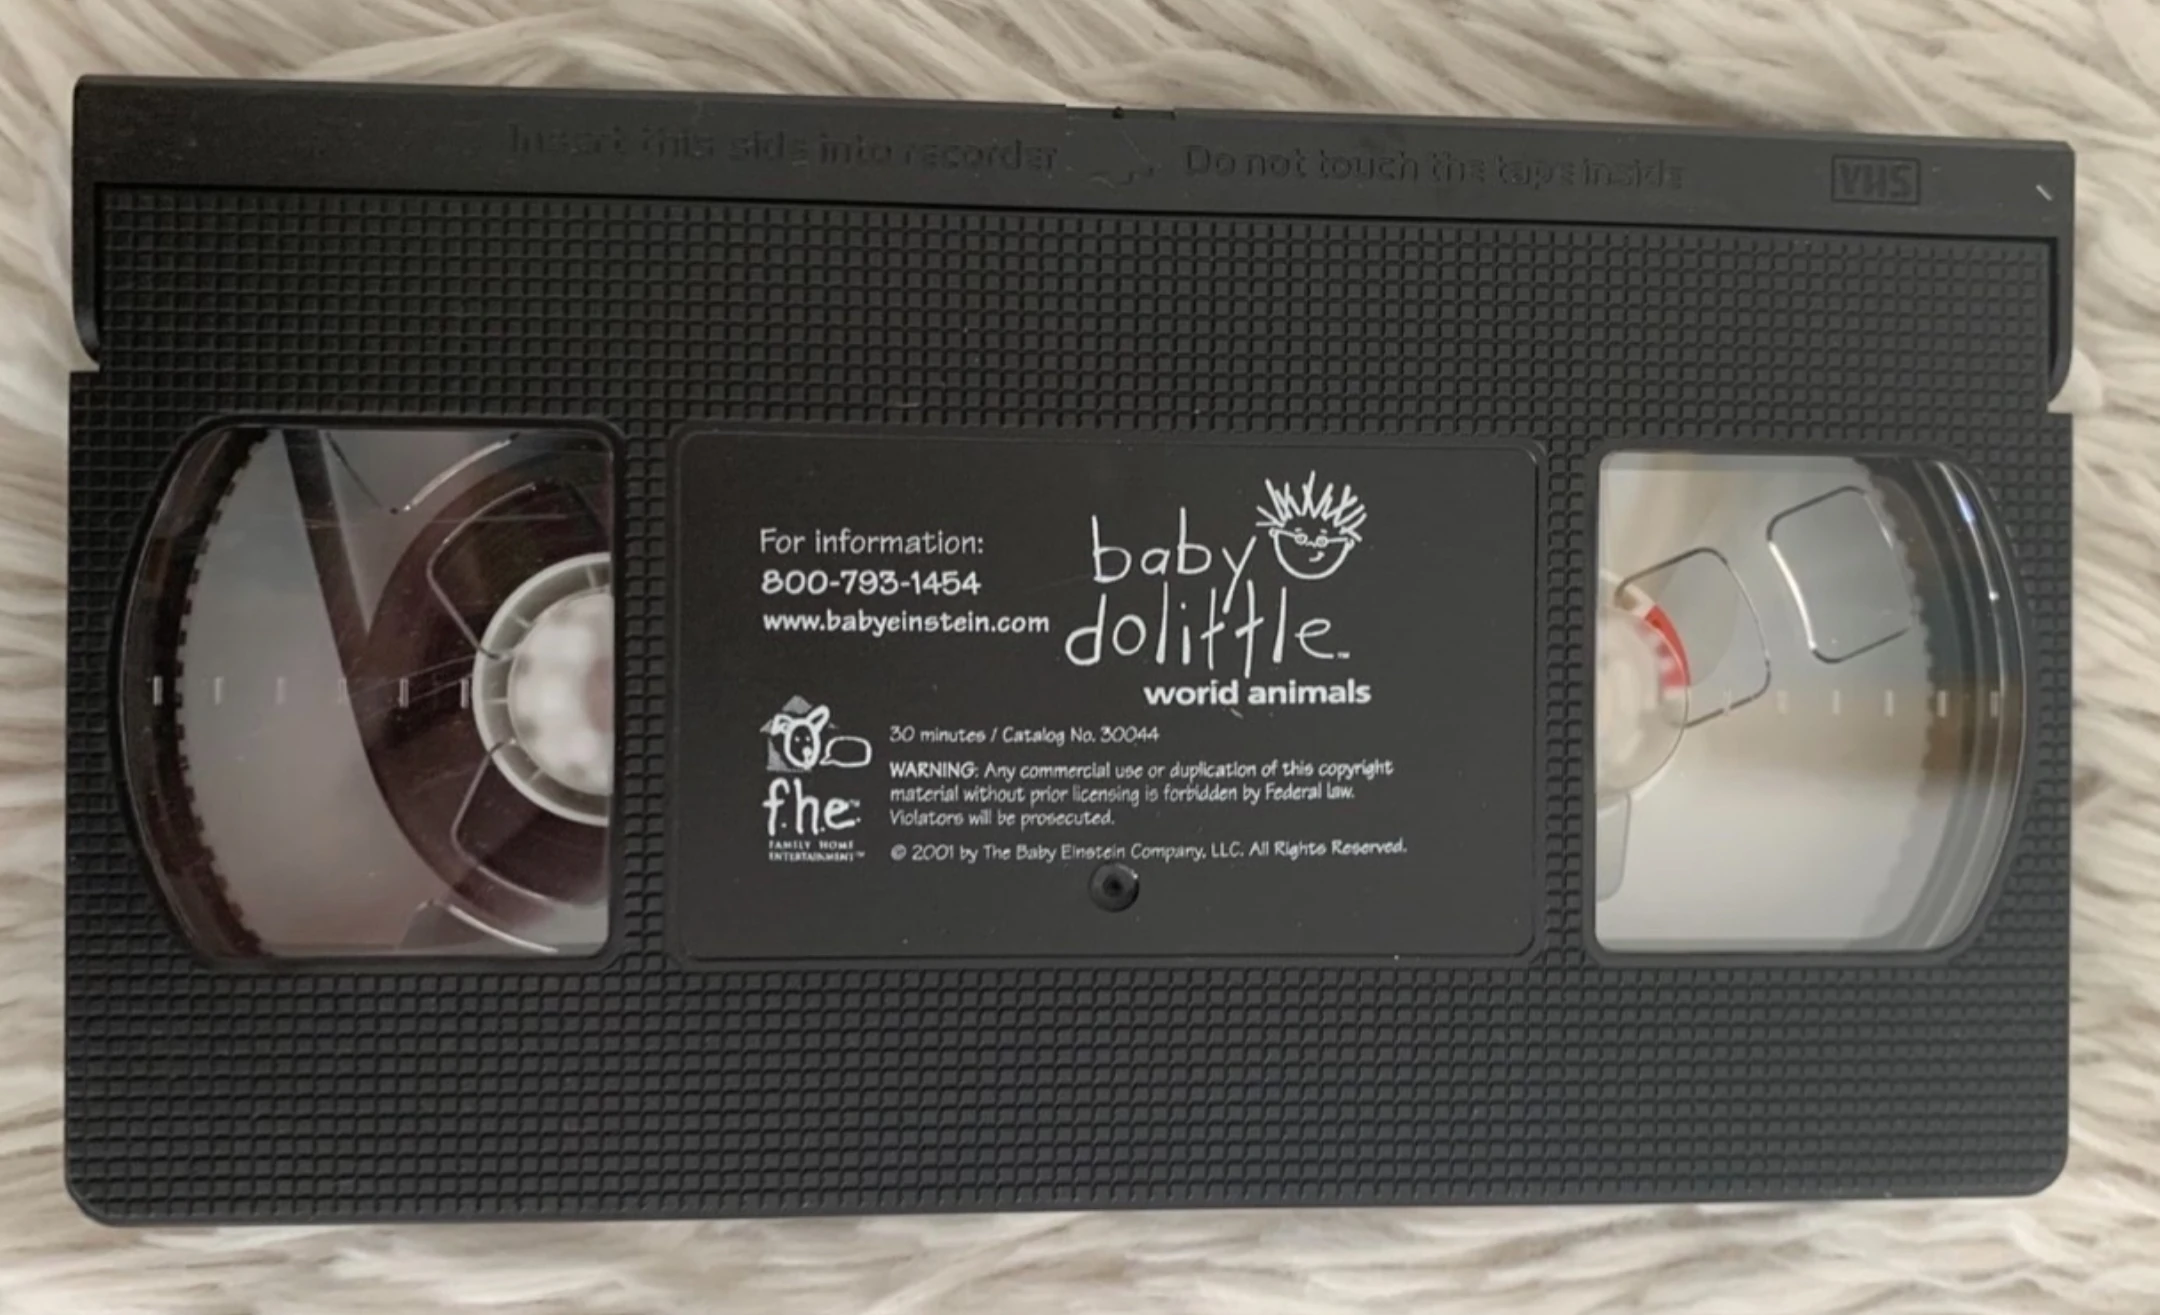 Insert this side into recorder
Do not touch the tape inside
VHS
For information:
800-793-1454
www.babyeinstein.com
baby
dolittle™
world animals
f.h.e.™
FAMILY HOME
ENTERTAINMENT™
30 minutes / Catalog No. 30044
WARNING: Any commercial use or duplication of this copyright
material without prior licensing is forbidden by Federal law.
Violators will be prosecuted.
© 2001 by The Baby Einstein Company, LLC. All Rights Reserved.